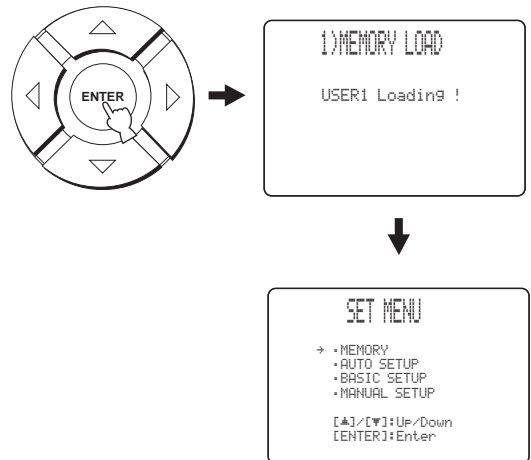 ENTER
1)MEMORY LOAD
USER1 Loading !
SET MENU
→ •MEMORY
•AUTO SETUP
•BASIC SETUP
•MANUAL SETUP
[▲]/[▼]:Up/Down
[ENTER]:Enter